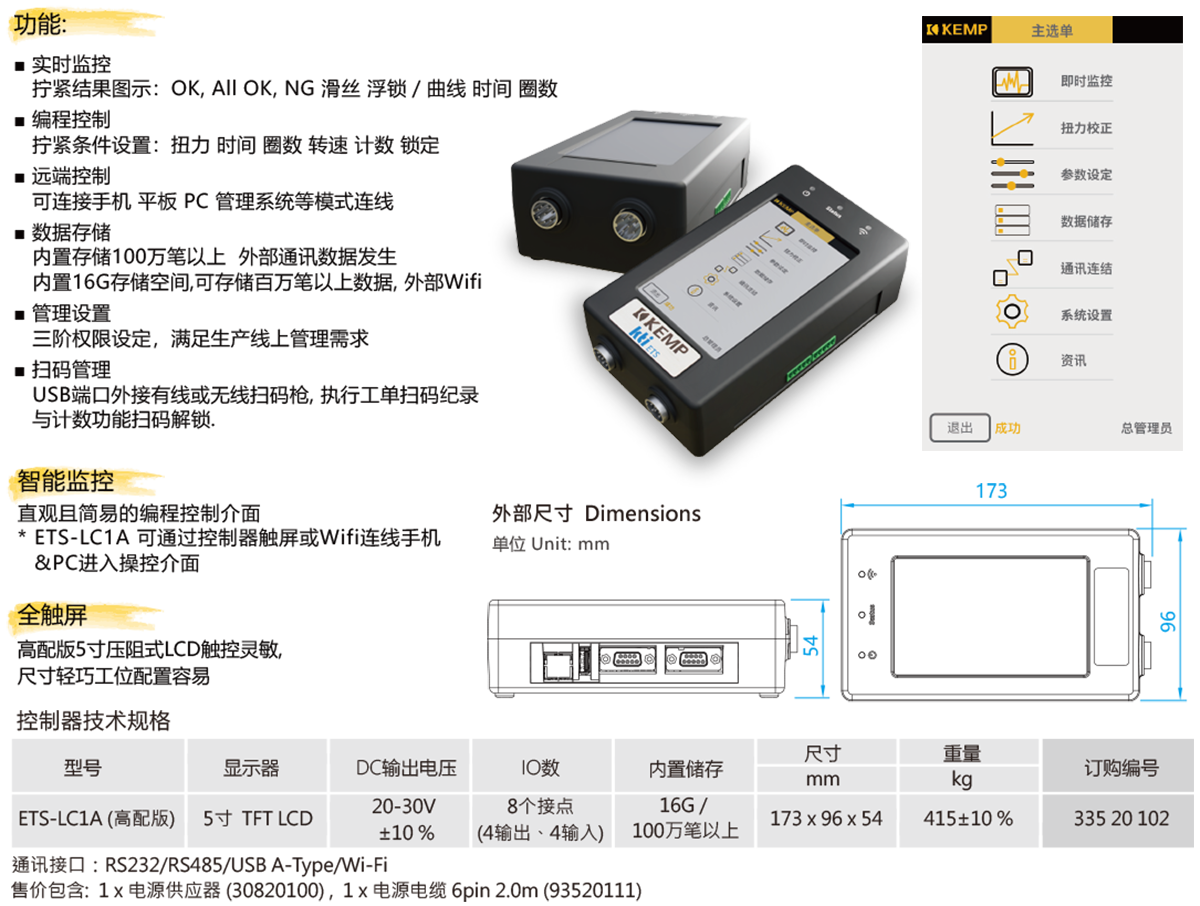 功能:
■ 实时监控
拧紧结果图示：OK, All OK, NG 滑丝 浮锁 / 曲线 时间 圈数
■ 编程控制
拧紧条件设置：扭力 时间 圈数 转速 计数 锁定
■ 远端控制
可连接手机 平板 PC 管理系统等模式连线
■ 数据存储
内置存储100万笔以上 外部通讯数据发生
内置16G存储空间,可存储百万笔以上数据, 外部Wifi
■ 管理设置
三阶权限设定，满足生产线上管理需求
■ 扫码管理
USB端口外接有线或无线扫码枪, 执行工单扫码纪录
与计数功能扫码解锁.
KEMP
kti ETS
Status
KEMP 主选单
即时监控
扭力校正
参数设定
数据储存
通讯连结
系统设置
资讯
退出 成功 总管理员
智能监控
直观且简易的编程控制介面
* ETS-LC1A 可通过控制器触屏或Wifi连线手机
&PC进入操控介面
全触屏
高配版5寸压阻式LCD触控灵敏,
尺寸轻巧工位配置容易
外部尺寸 Dimensions
单位 Unit: mm
54
173
96
Status
控制器技术规格
型号 显示器 DC输出电压 IO数 内置储存 尺寸 mm 重量 kg 订购编号
ETS-LC1A (高配版) 5寸 TFT LCD 20-30V ±10 % 8个接点 (4输出、4输入) 16G / 100万笔以上 173 x 96 x 54 415±10 % 335 20 102
通讯接口：RS232/RS485/USB A-Type/Wi-Fi
售价包含: 1 x 电源供应器 (30820100) , 1 x 电源电缆 6pin 2.0m (93520111)